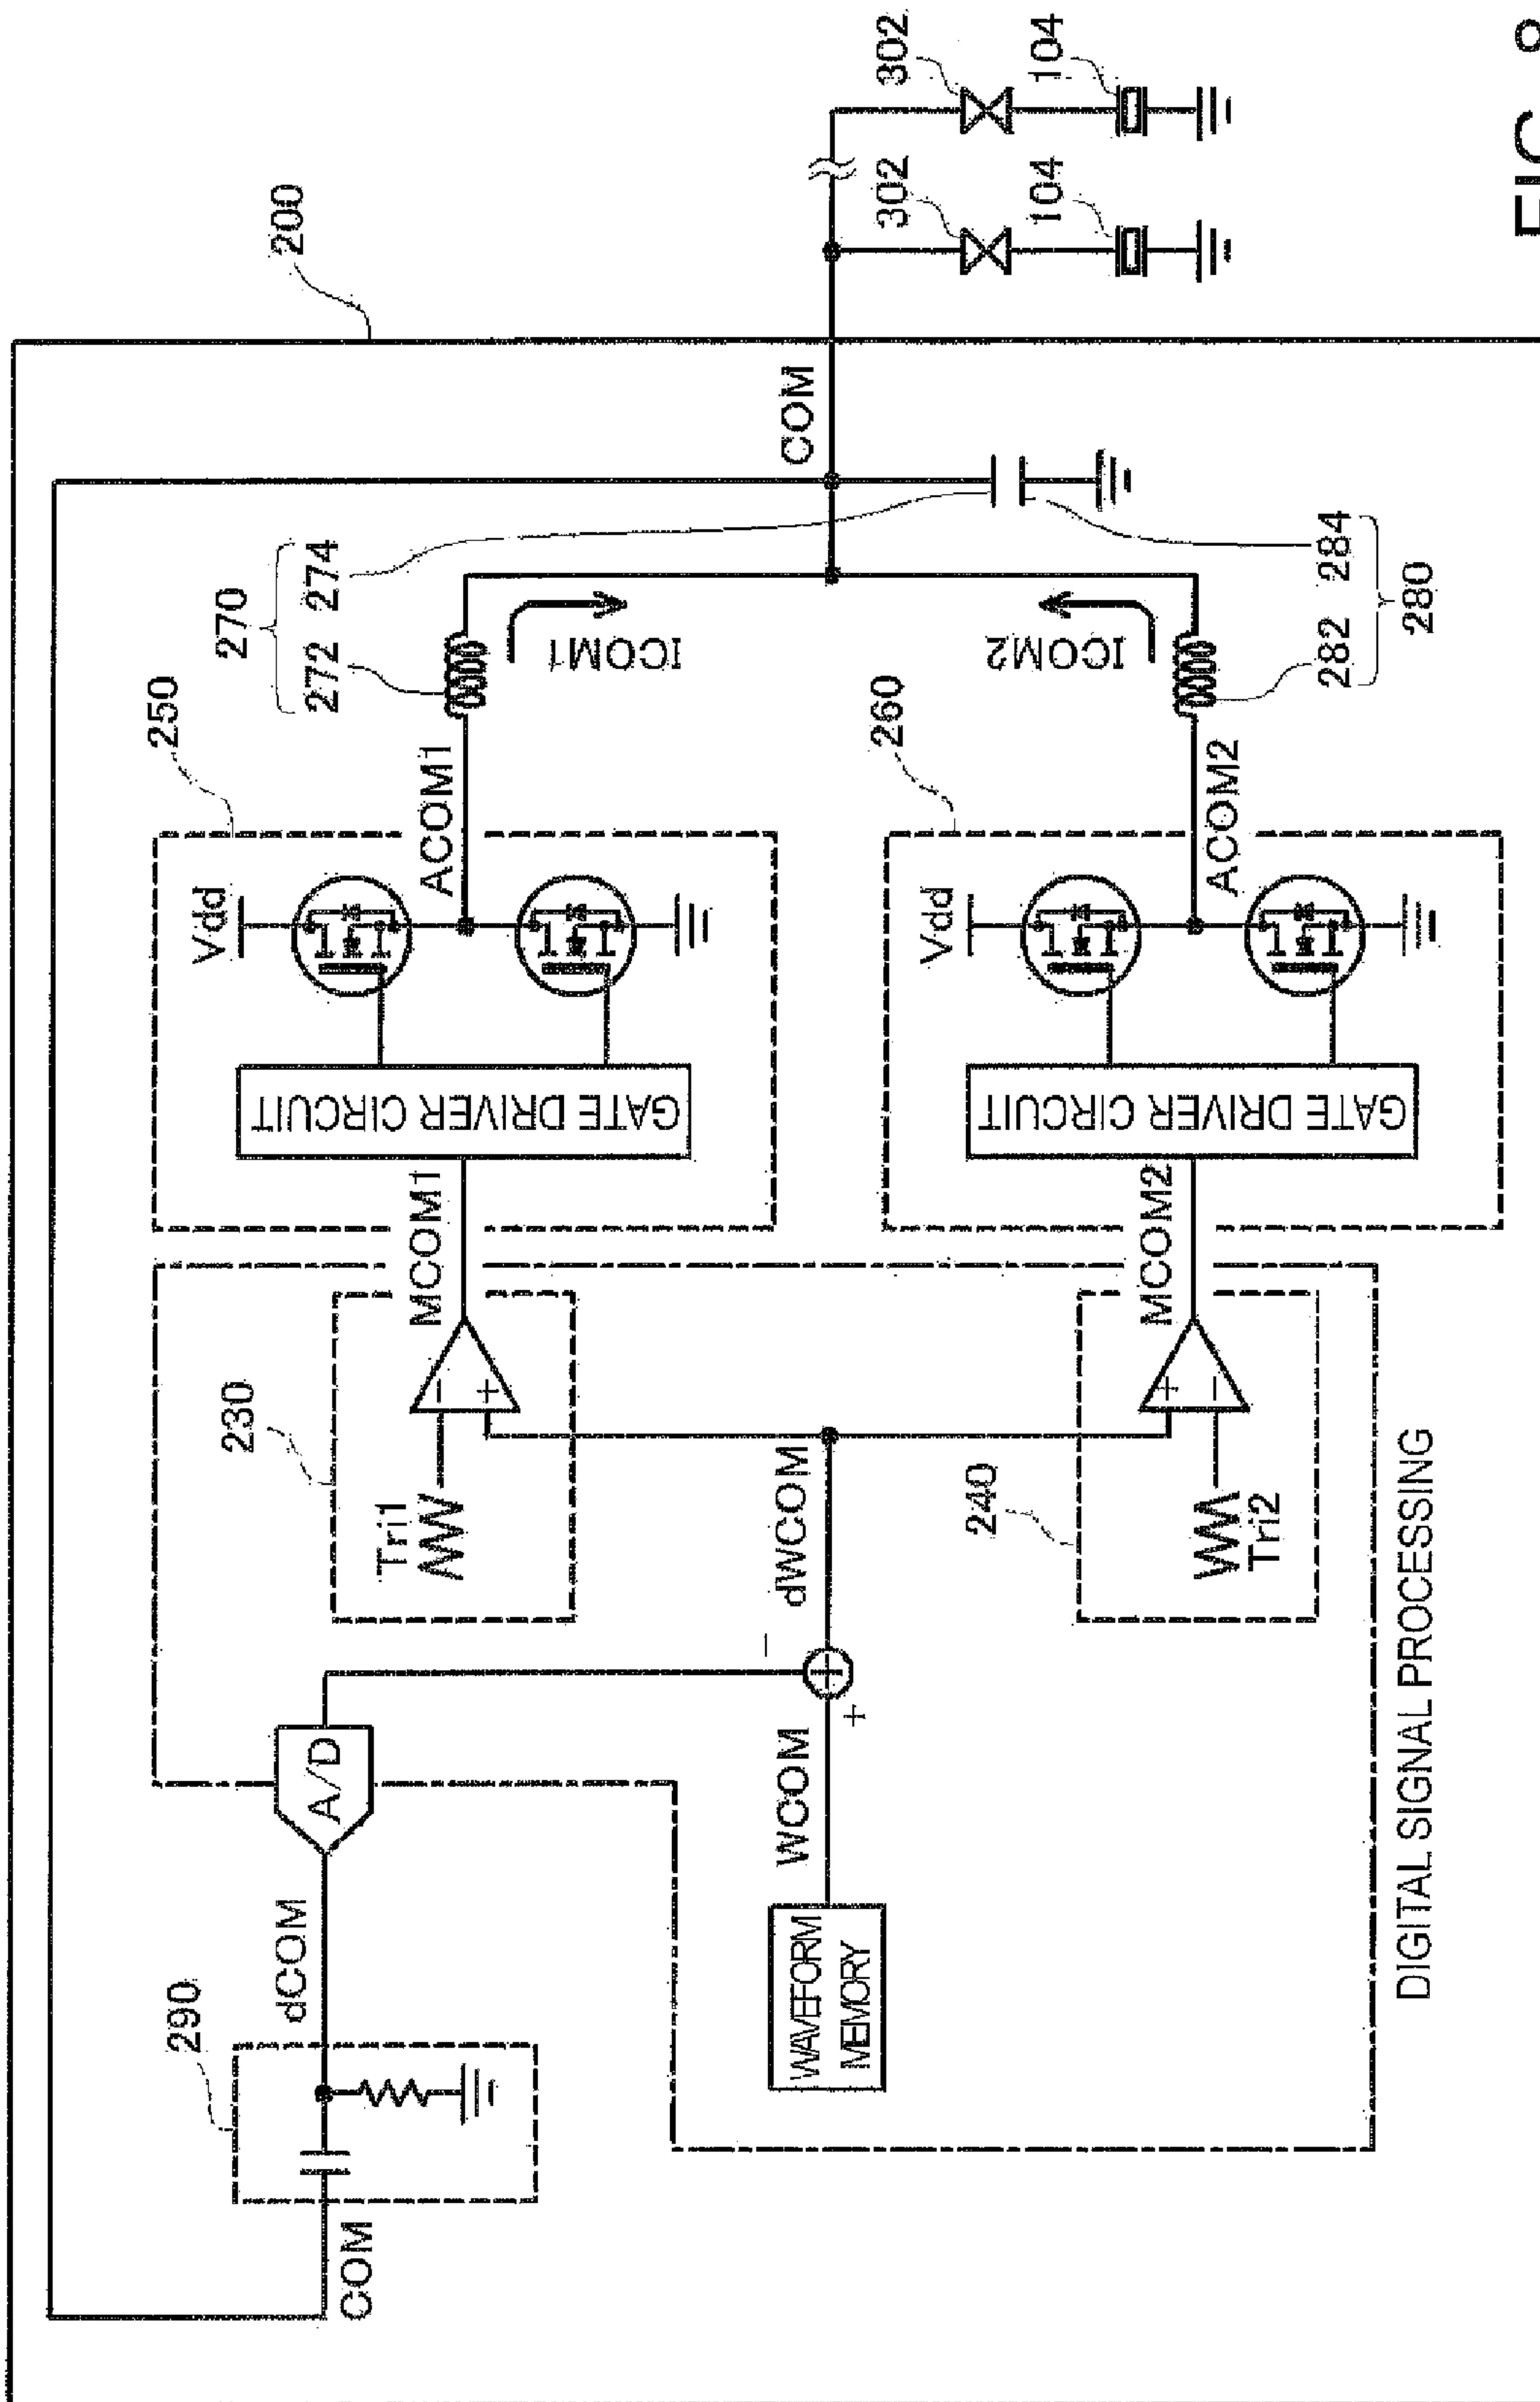 200
290
COM
dCOM
A/D
WAVEFORM
MEMORY
WCOM
+
−
dWCOM
230
Tri1
−
+
MCOM1
240
Tri2
+
−
MCOM2
DIGITAL SIGNAL PROCESSING
250
GATE DRIVER CIRCUIT
Vdd
ACOM1
260
GATE DRIVER CIRCUIT
Vdd
ACOM2
270
272 274
ICOM1
ICOM2
282 284
280
COM
302
302
104
104